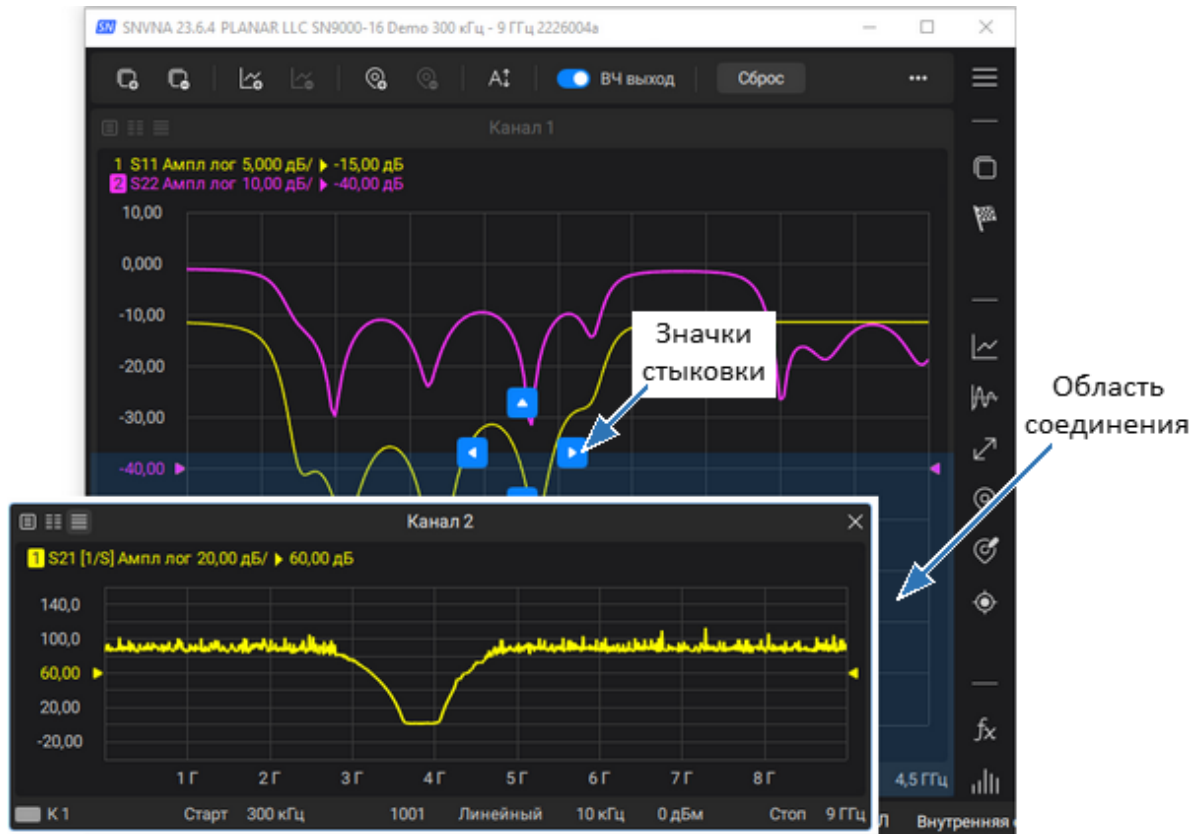 SN SNVNA 23.6.4 PLANAR LLC SN9000-16 Demo 300 кГц - 9 ГГц 2226004a
ВЧ выход
Сброс
Канал 1
1 S11 Ампл лог 5,000 дБ/ -15,00 дБ
2 S22 Ампл лог 10,00 дБ/ -40,00 дБ
10,00
0,000
-10,00
-20,00
-30,00
-40,00
Значки
стыковки
Область
соединения
Канал 2
1 S21 [1/S] Ампл лог 20,00 дБ/ 60,00 дБ
140,0
100,0
60,00
20,00
-20,00
1 Г 2 Г 3 Г 4 Г 5 Г 6 Г 7 Г 8 Г
К 1 Старт 300 кГц 1001 Линейный 10 кГц 0 дБм Стоп 9 ГГц
4,5 ГГц
fx
Внутренняя